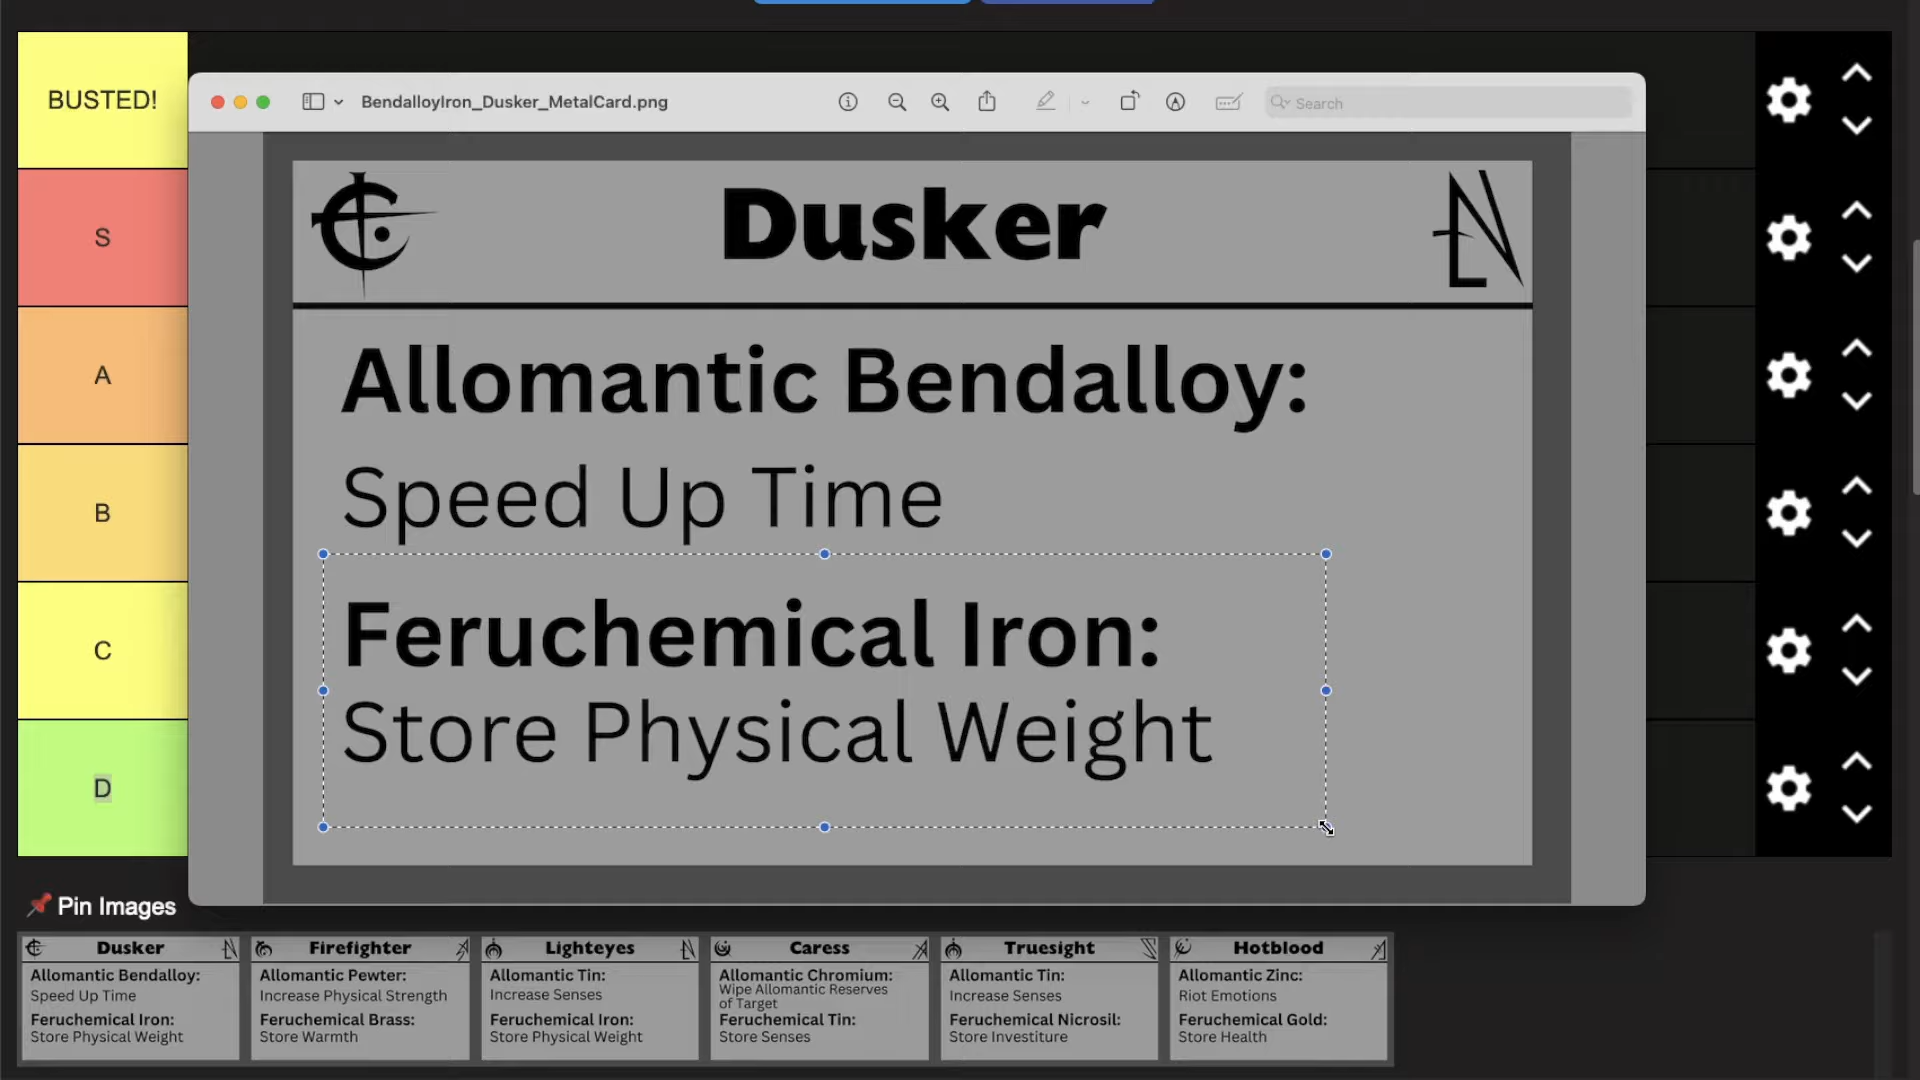 BUSTED!
S
A
B
C
D
BendalloyIron_Dusker_MetalCard.png
Search
Dusker
Allomantic Bendalloy:
Speed Up Time
Feruchemical Iron:
Store Physical Weight
📌 Pin Images
Dusker
Allomantic Bendalloy:
Speed Up Time
Feruchemical Iron:
Store Physical Weight
Firefighter
Allomantic Pewter:
Increase Physical Strength
Feruchemical Brass:
Store Warmth
Lighteyes
Allomantic Tin:
Increase Senses
Feruchemical Iron:
Store Physical Weight
Caress
Allomantic Chromium:
Wipe Allomantic Reserves
of Target
Feruchemical Tin:
Store Senses
Truesight
Allomantic Tin:
Increase Senses
Feruchemical Nicrosil:
Store Investiture
Hotblood
Allomantic Zinc:
Riot Emotions
Feruchemical Gold:
Store Health